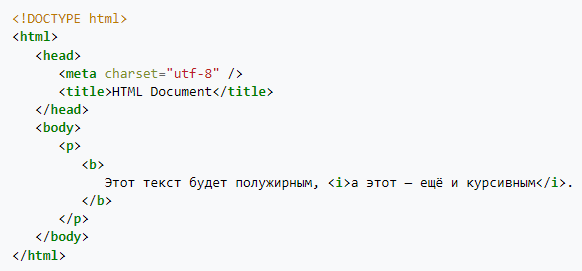 <!DOCTYPE html>
<html>
<head>
<meta charset="utf-8" />
<title>HTML Document</title>
</head>
<body>
<p>
<b>
Этот текст будет полужирным, <i>а этот — ещё и курсивным</i>.
</b>
</p>
</body>
</html>